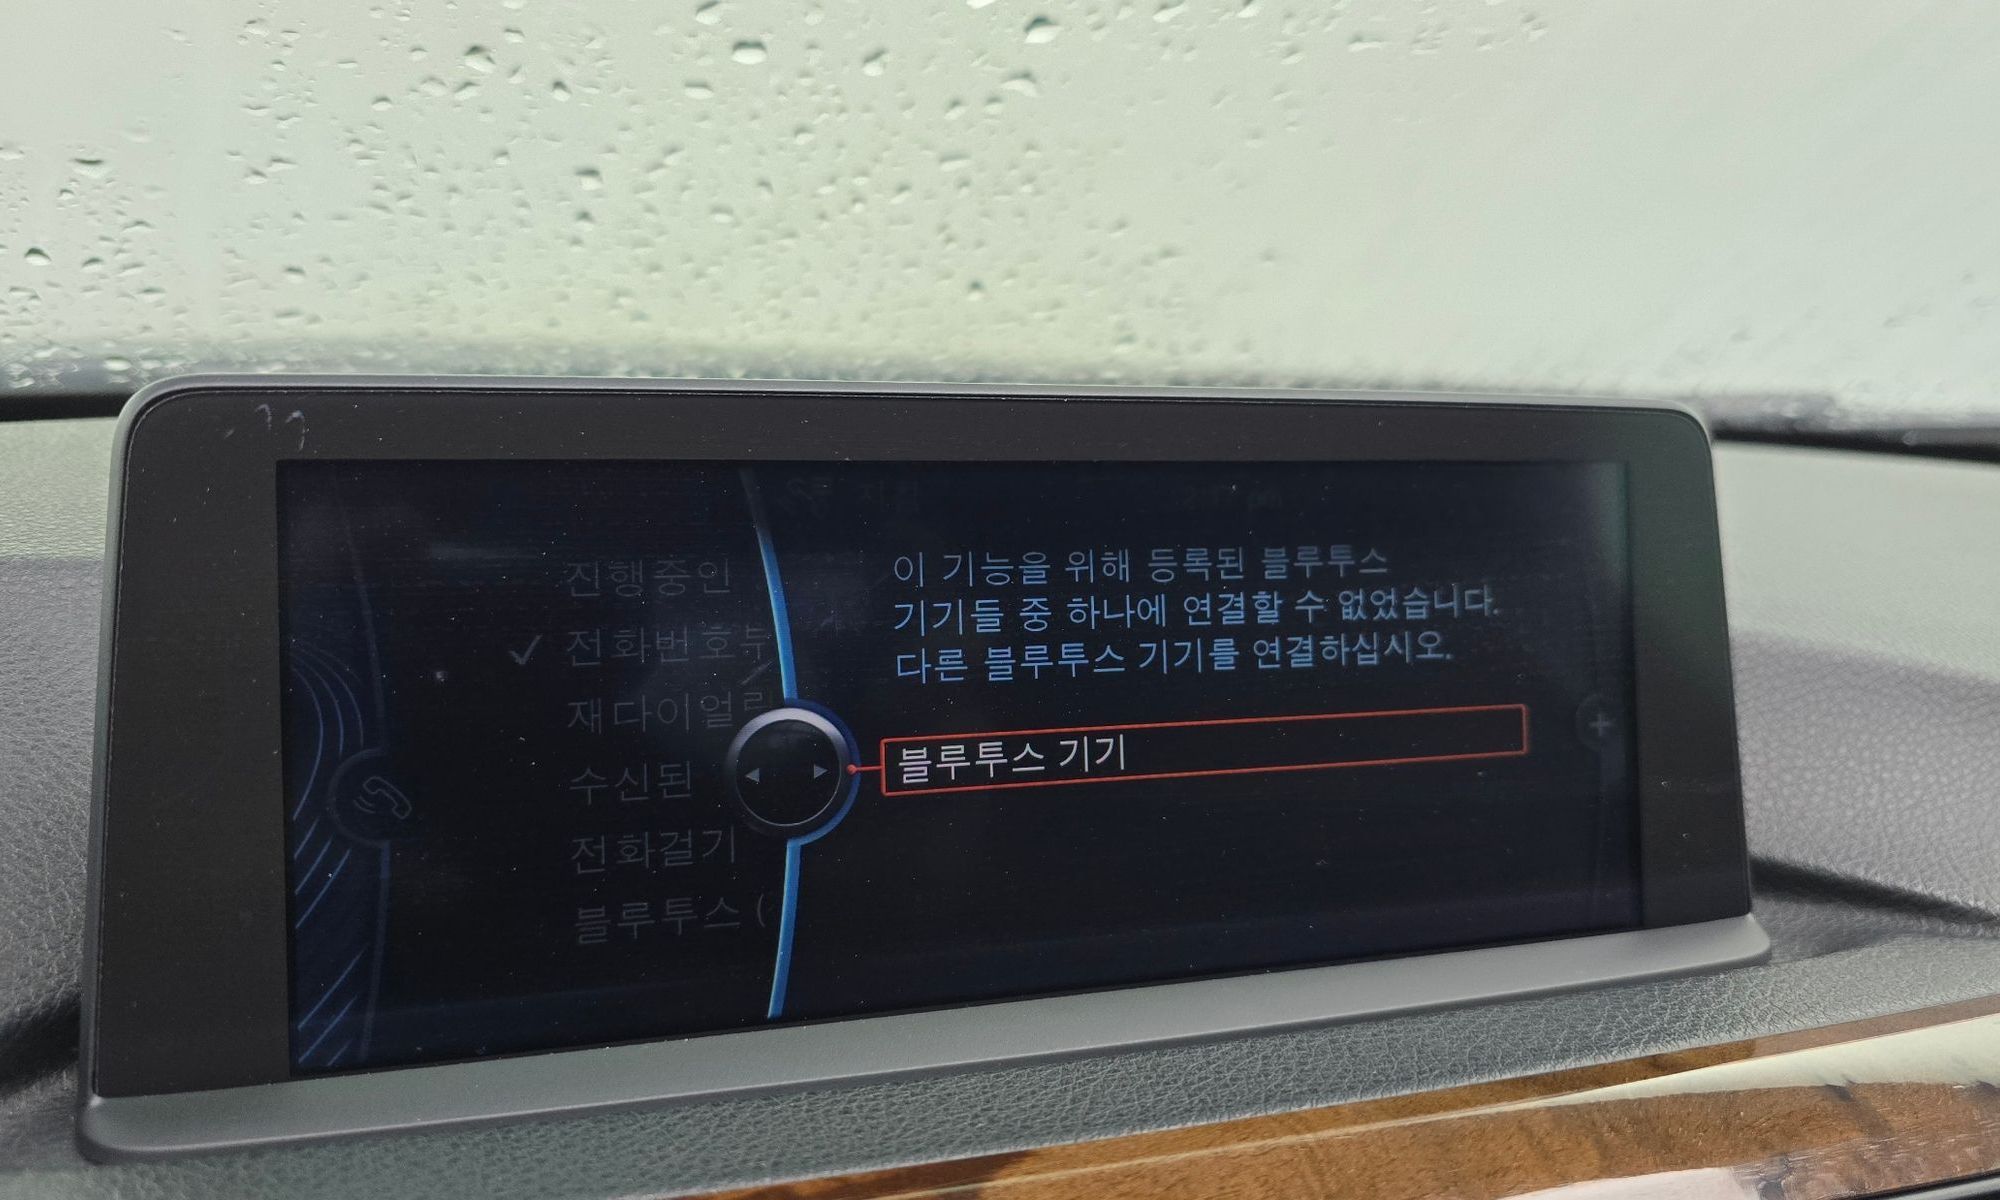 진행중인
전화번호부
재다이얼
수신된
전화걸기
블루투스 (
이 기능을 위해 등록된 블루투스
기기들 중 하나에 연결할 수 없었습니다.
다른 블루투스 기기를 연결하십시오.
블루투스 기기